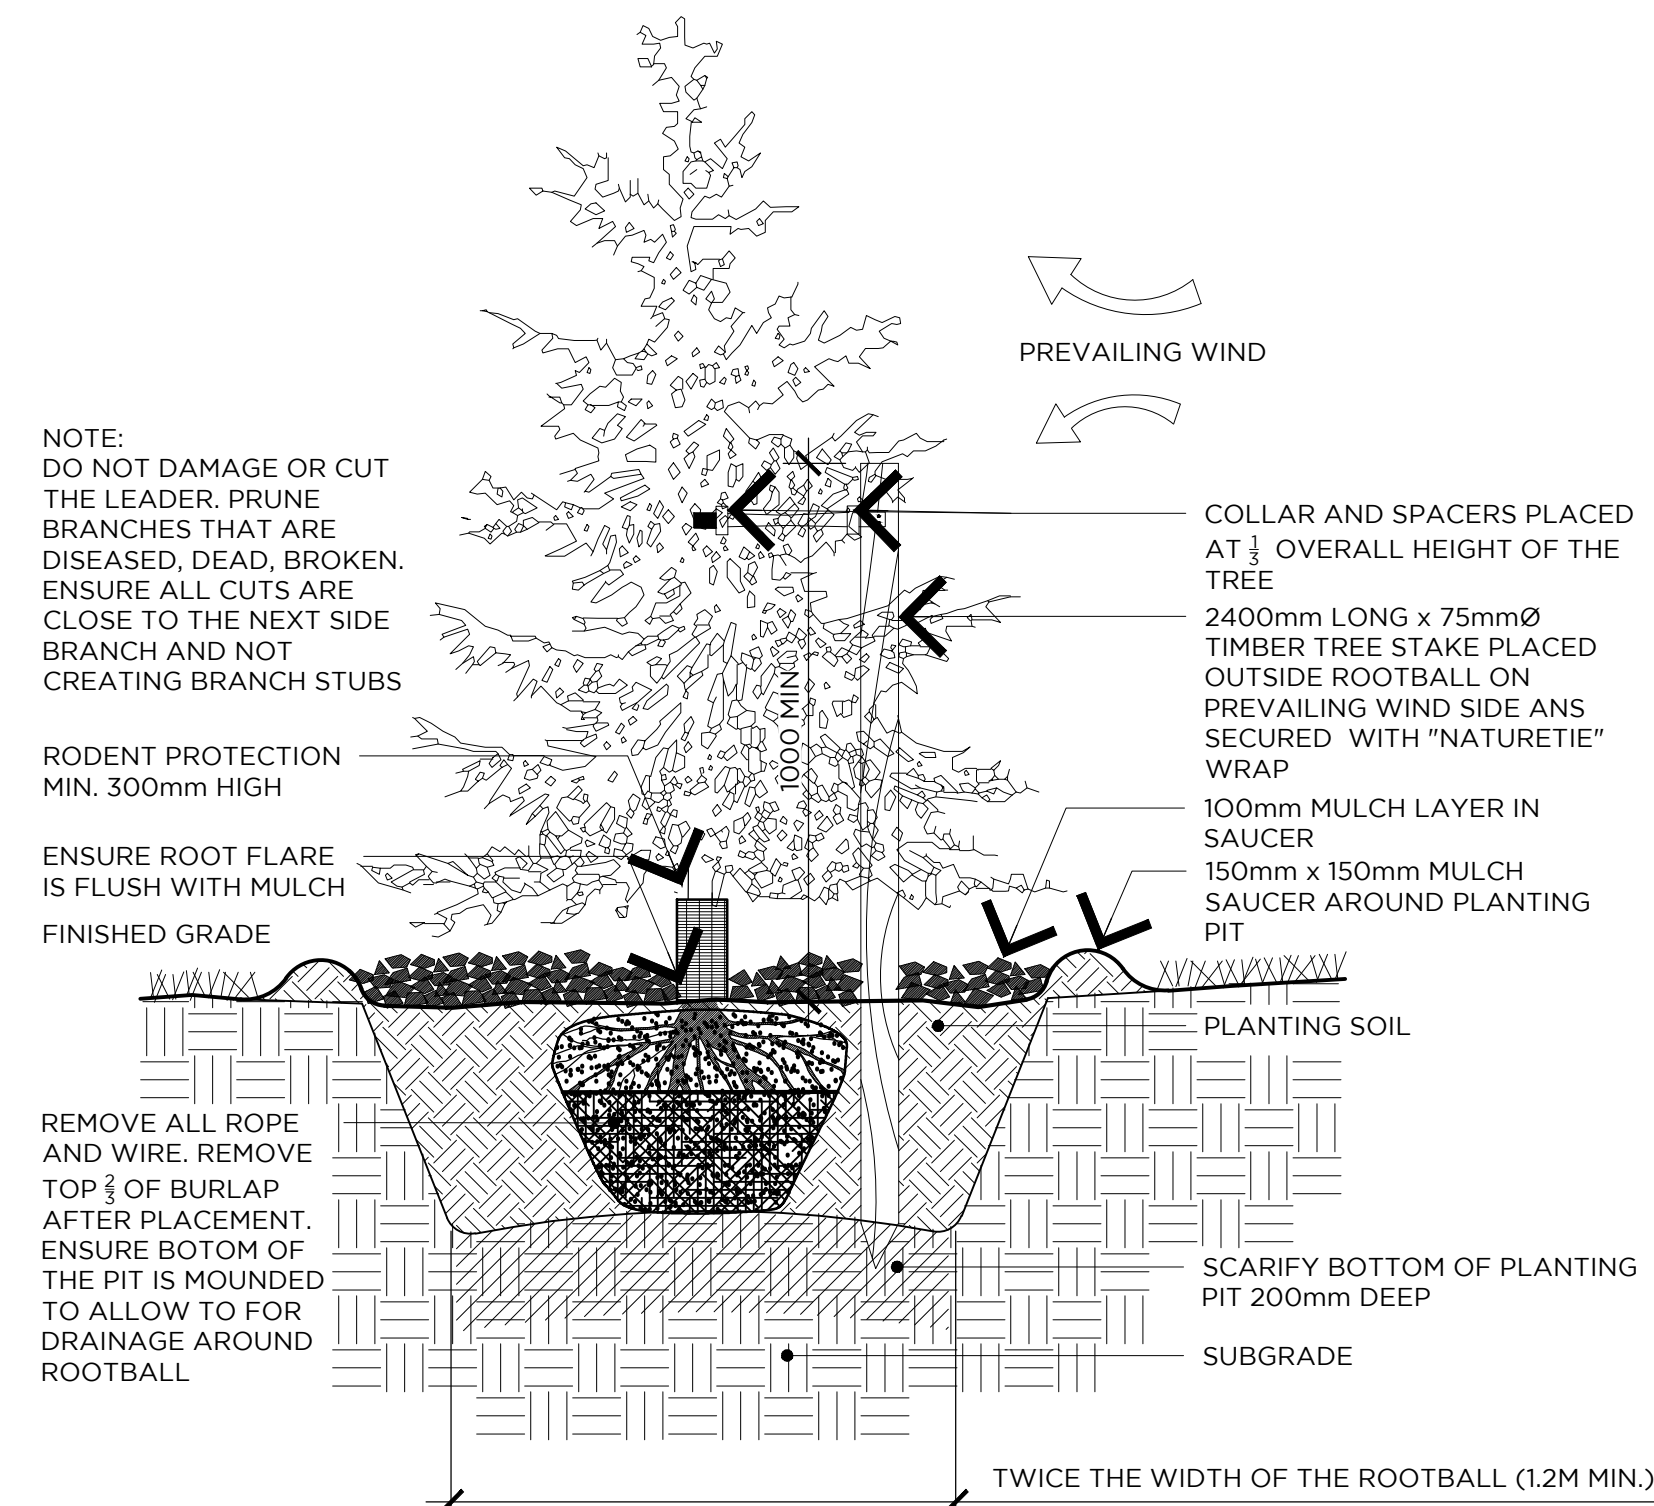 PREVAILING WIND
NOTE:
DO NOT DAMAGE OR CUT
THE LEADER. PRUNE
BRANCHES THAT ARE
DISEASED, DEAD, BROKEN.
ENSURE ALL CUTS ARE
CLOSE TO THE NEXT SIDE
BRANCH AND NOT
CREATING BRANCH STUBS
RODENT PROTECTION
MIN. 300mm HIGH
ENSURE ROOT FLARE
IS FLUSH WITH MULCH
FINISHED GRADE
REMOVE ALL ROPE
AND WIRE. REMOVE
TOP 2/3 OF BURLAP
AFTER PLACEMENT.
ENSURE BOTOM OF
THE PIT IS MOUNDED
TO ALLOW TO FOR
DRAINAGE AROUND
ROOTBALL
1000 MIN.
COLLAR AND SPACERS PLACED
AT 1/3 OVERALL HEIGHT OF THE
TREE
2400mm LONG x 75mmØ
TIMBER TREE STAKE PLACED
OUTSIDE ROOTBALL ON
PREVAILING WIND SIDE ANS
SECURED WITH "NATURETIE"
WRAP
100mm MULCH LAYER IN
SAUCER
150mm x 150mm MULCH
SAUCER AROUND PLANTING
PIT
PLANTING SOIL
SCARIFY BOTTOM OF PLANTING
PIT 200mm DEEP
SUBGRADE
TWICE THE WIDTH OF THE ROOTBALL (1.2M MIN.)